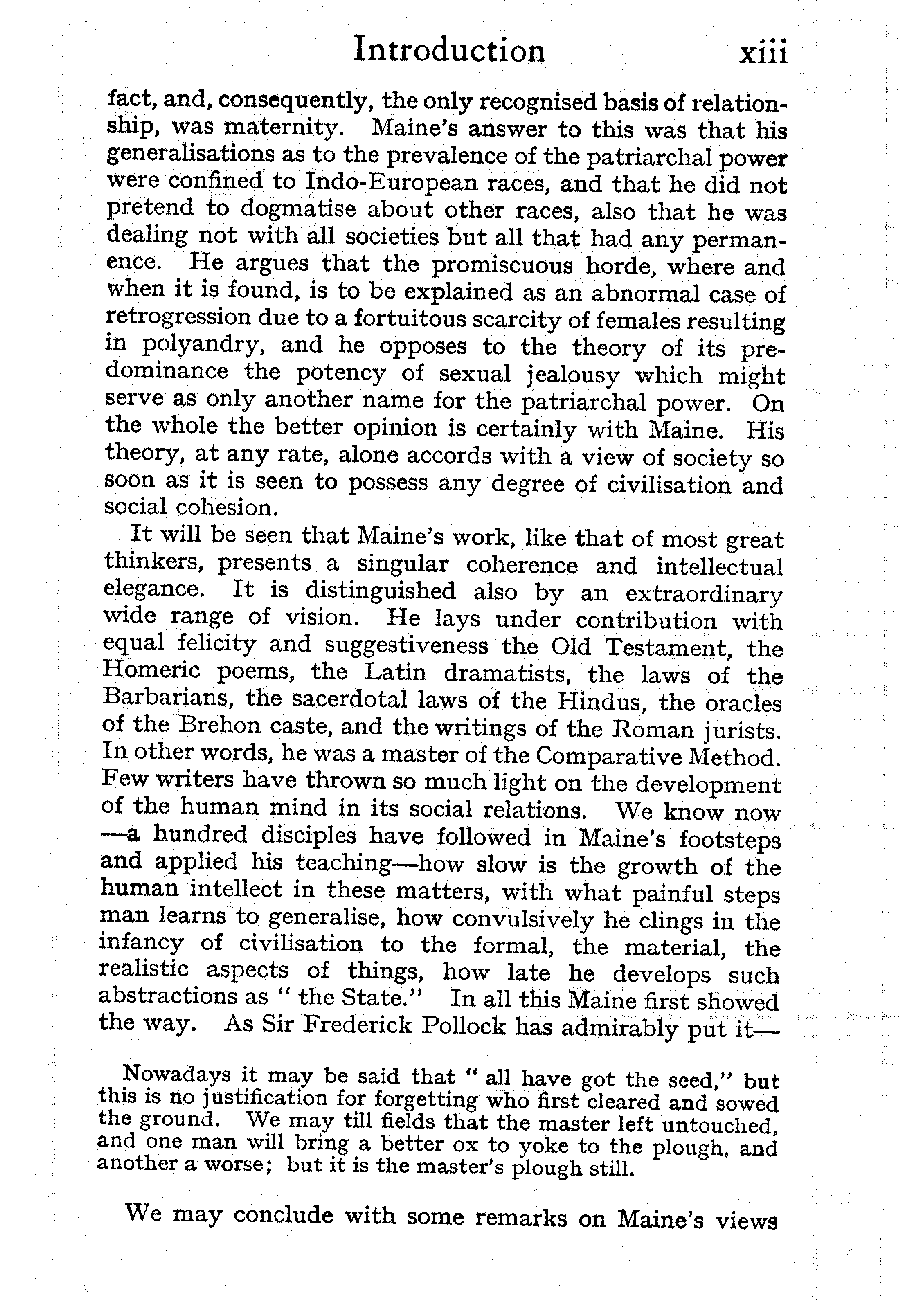 Introduction xiii
fact, and, consequently, the only recognised basis of relation-
ship, was maternity. Maine's answer to this was that his
generalisations as to the prevalence of the patriarchal power
were confined to Indo-European races, and that he did not
pretend to dogmatise about other races, also that he was
dealing not with all societies but all that had any perman-
ence. He argues that the promiscuous horde, where and
when it is found, is to be explained as an abnormal case of
retrogression due to a fortuitous scarcity of females resulting
in polyandry, and he opposes to the theory of its pre-
dominance the potency of sexual jealousy which might
serve as only another name for the patriarchal power. On
the whole the better opinion is certainly with Maine. His
theory, at any rate, alone accords with a view of society so
soon as it is seen to possess any degree of civilisation and
social cohesion.
It will be seen that Maine's work, like that of most great
thinkers, presents a singular coherence and intellectual
elegance. It is distinguished also by an extraordinary
wide range of vision. He lays under contribution with
equal felicity and suggestiveness the Old Testament, the
Homeric poems, the Latin dramatists, the laws of the
Barbarians, the sacerdotal laws of the Hindus, the oracles
of the Brehon caste, and the writings of the Roman jurists.
In other words, he was a master of the Comparative Method.
Few writers have thrown so much light on the development
of the human mind in its social relations. We know now
—a hundred disciples have followed in Maine's footsteps
and applied his teaching—how slow is the growth of the
human intellect in these matters, with what painful steps
man learns to generalise, how convulsively he clings in the
infancy of civilisation to the formal, the material, the
realistic aspects of things, how late he develops such
abstractions as " the State." In all this Maine first showed
the way. As Sir Frederick Pollock has admirably put it—
Nowadays it may be said that " all have got the seed," but
this is no justification for forgetting who first cleared and sowed
the ground. We may till fields that the master left untouched,
and one man will bring a better ox to yoke to the plough, and
another a worse; but it is the master's plough still.
We may conclude with some remarks on Maine's views